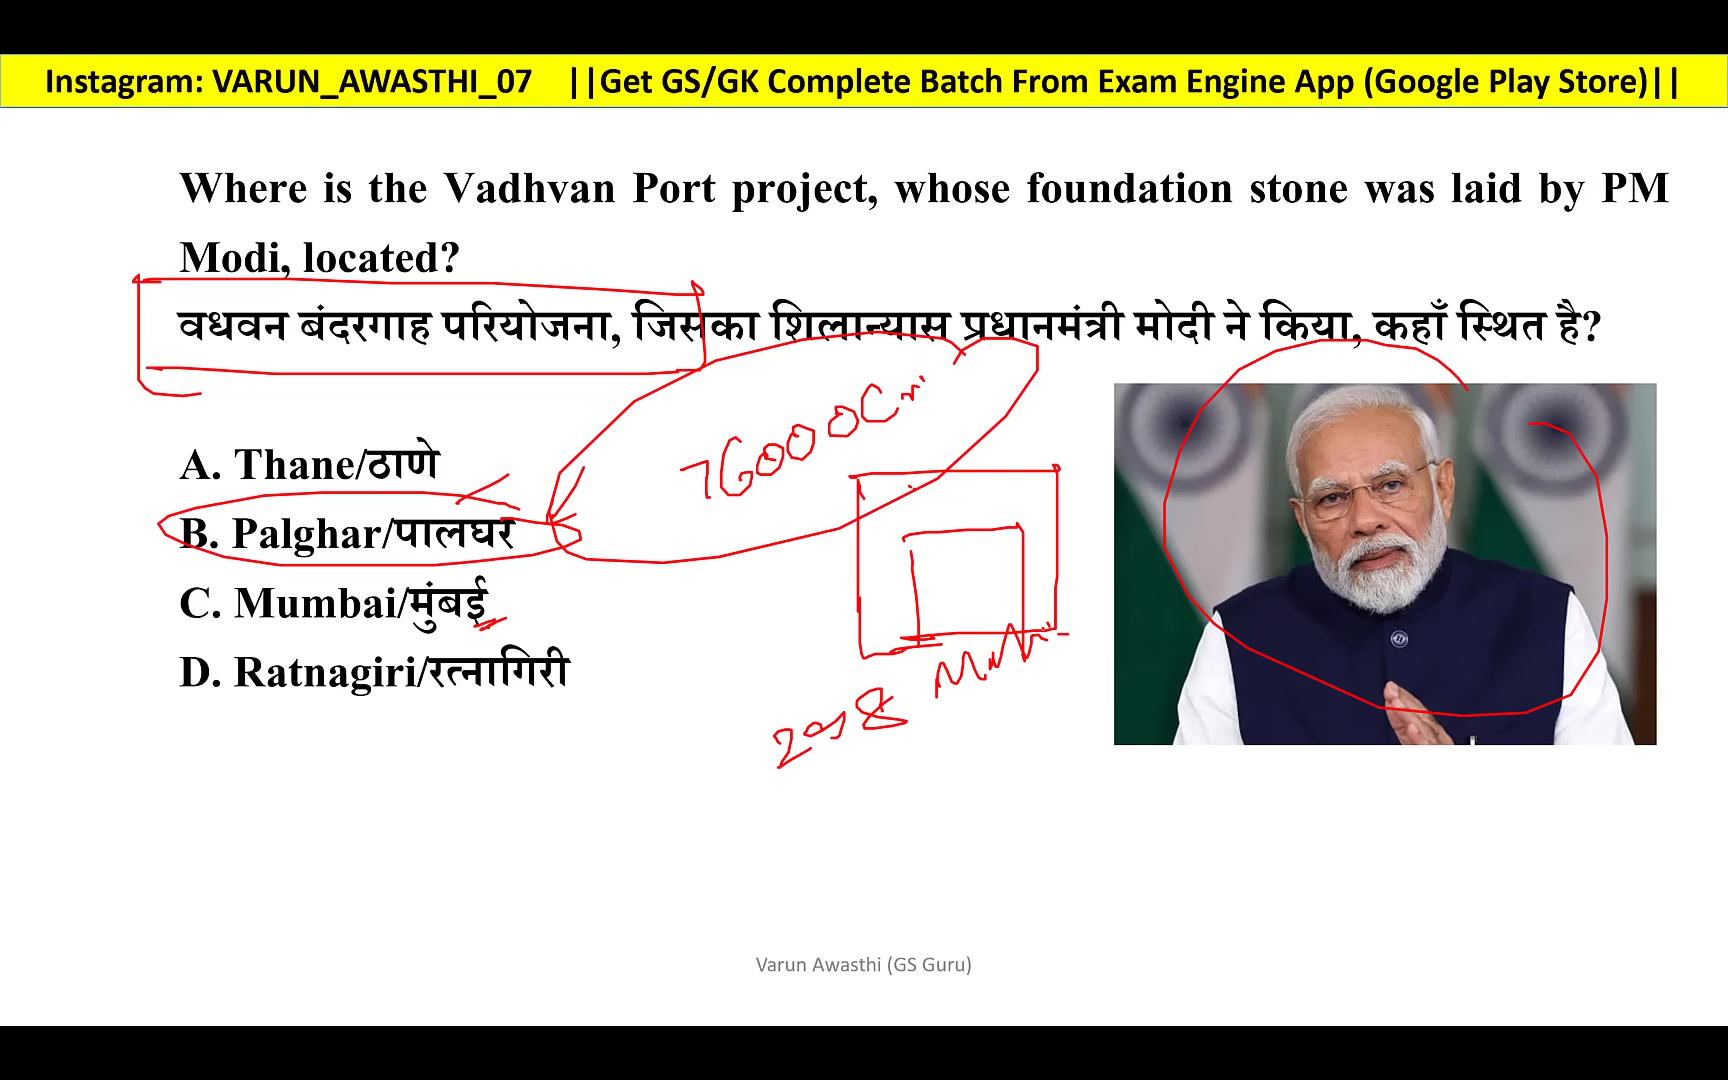 Instagram: VARUN_AWASTHI_07 ||Get GS/GK Complete Batch From Exam Engine App (Google Play Store)||
Where is the Vadhvan Port project, whose foundation stone was laid by PM
Modi, located?
वधवन बंदरगाह परियोजना, जिसका शिलान्यास प्रधानमंत्री मोदी ने किया, कहाँ स्थित है?
76000Cr
A. Thane/ठाणे
B. Palghar/पालघर
C. Mumbai/मुंबई
D. Ratnagiri/रत्नागिरी
Varun Awasthi (GS Guru)